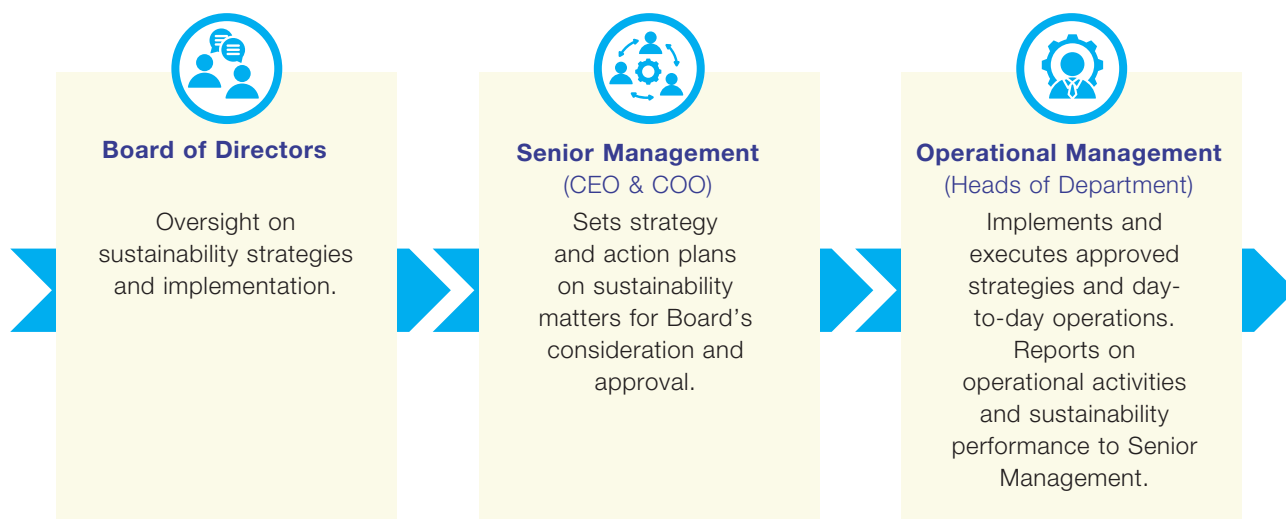 Board of Directors
Oversight on
sustainability strategies
and implementation.
Senior Management
(CEO & COO)
Sets strategy
and action plans
on sustainability
matters for Board’s
consideration and
approval.
Operational Management
(Heads of Department)
Implements and
executes approved
strategies and day-
to-day operations.
Reports on
operational activities
and sustainability
performance to Senior
Management.